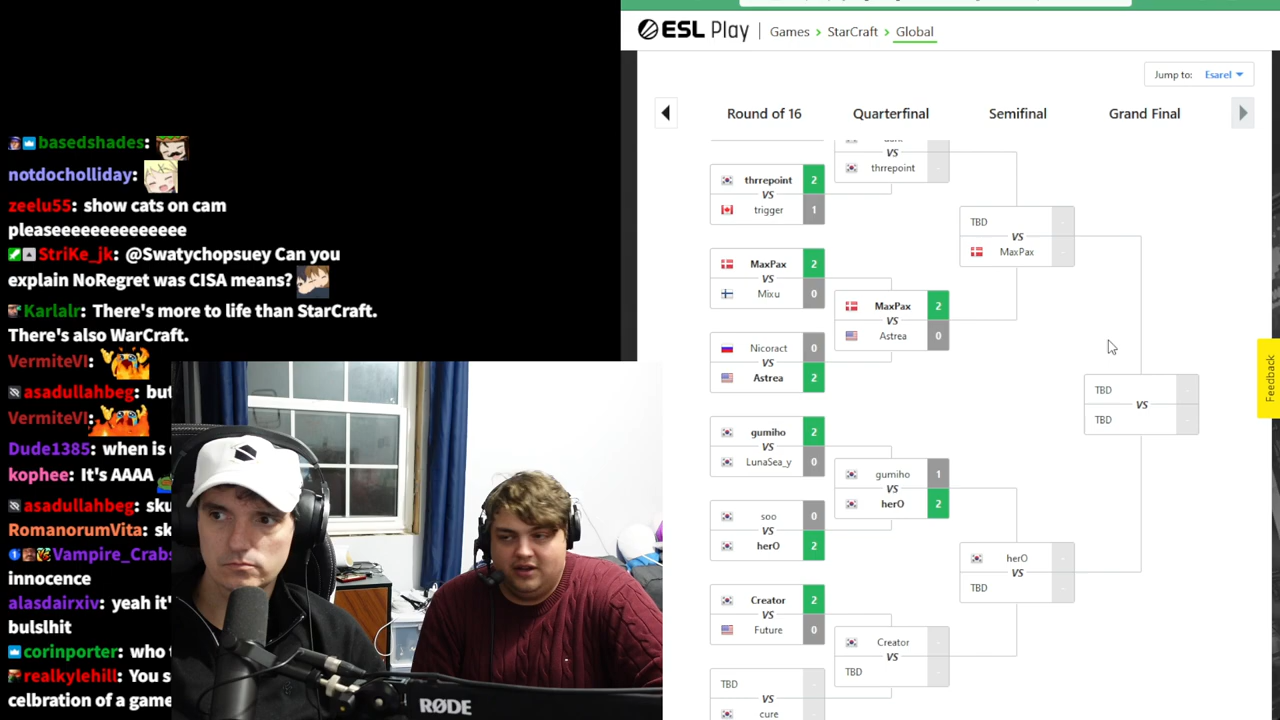 basedshades:
notdocholliday:
zeelu55: show cats on cam
pleaseeeeeeeeeeeeee
StriKe_jk: @Swatychopsuey Can you
explain NoRegret was CISA means?
Karlalr: There's more to life than StarCraft.
There's also WarCraft.
VermiteVI:
asadullahbeg: but
VermiteVI:
Dude1385: when is
kophee: It's AAAA
asadullahbeg: sku
RomanorumVita: sk
Vampire_Crabs
innocence
alasdairxiv: yeah it'
bulslhit
corinporter: who
realkylehill: You s
celbration of a game
RØDE
ESL Play
Games > StarCraft > Global
Jump to: Esarel
Round of 16
Quarterfinal
Semifinal
Grand Final
thrrepoint 2
VS
trigger 1
MaxPax 2
VS
Mixu 0
Nicoract 0
VS
Astrea 2
gumiho 2
VS
LunaSea_y 0
soo 0
VS
herO 2
Creator 2
VS
Future 0
TBD -
VS
cure
VS
thrrepoint -
MaxPax 2
VS
Astrea 0
gumiho 1
VS
herO 2
Creator -
VS
TBD -
TBD -
VS
MaxPax -
herO -
VS
TBD -
TBD -
VS
TBD -
Feedback